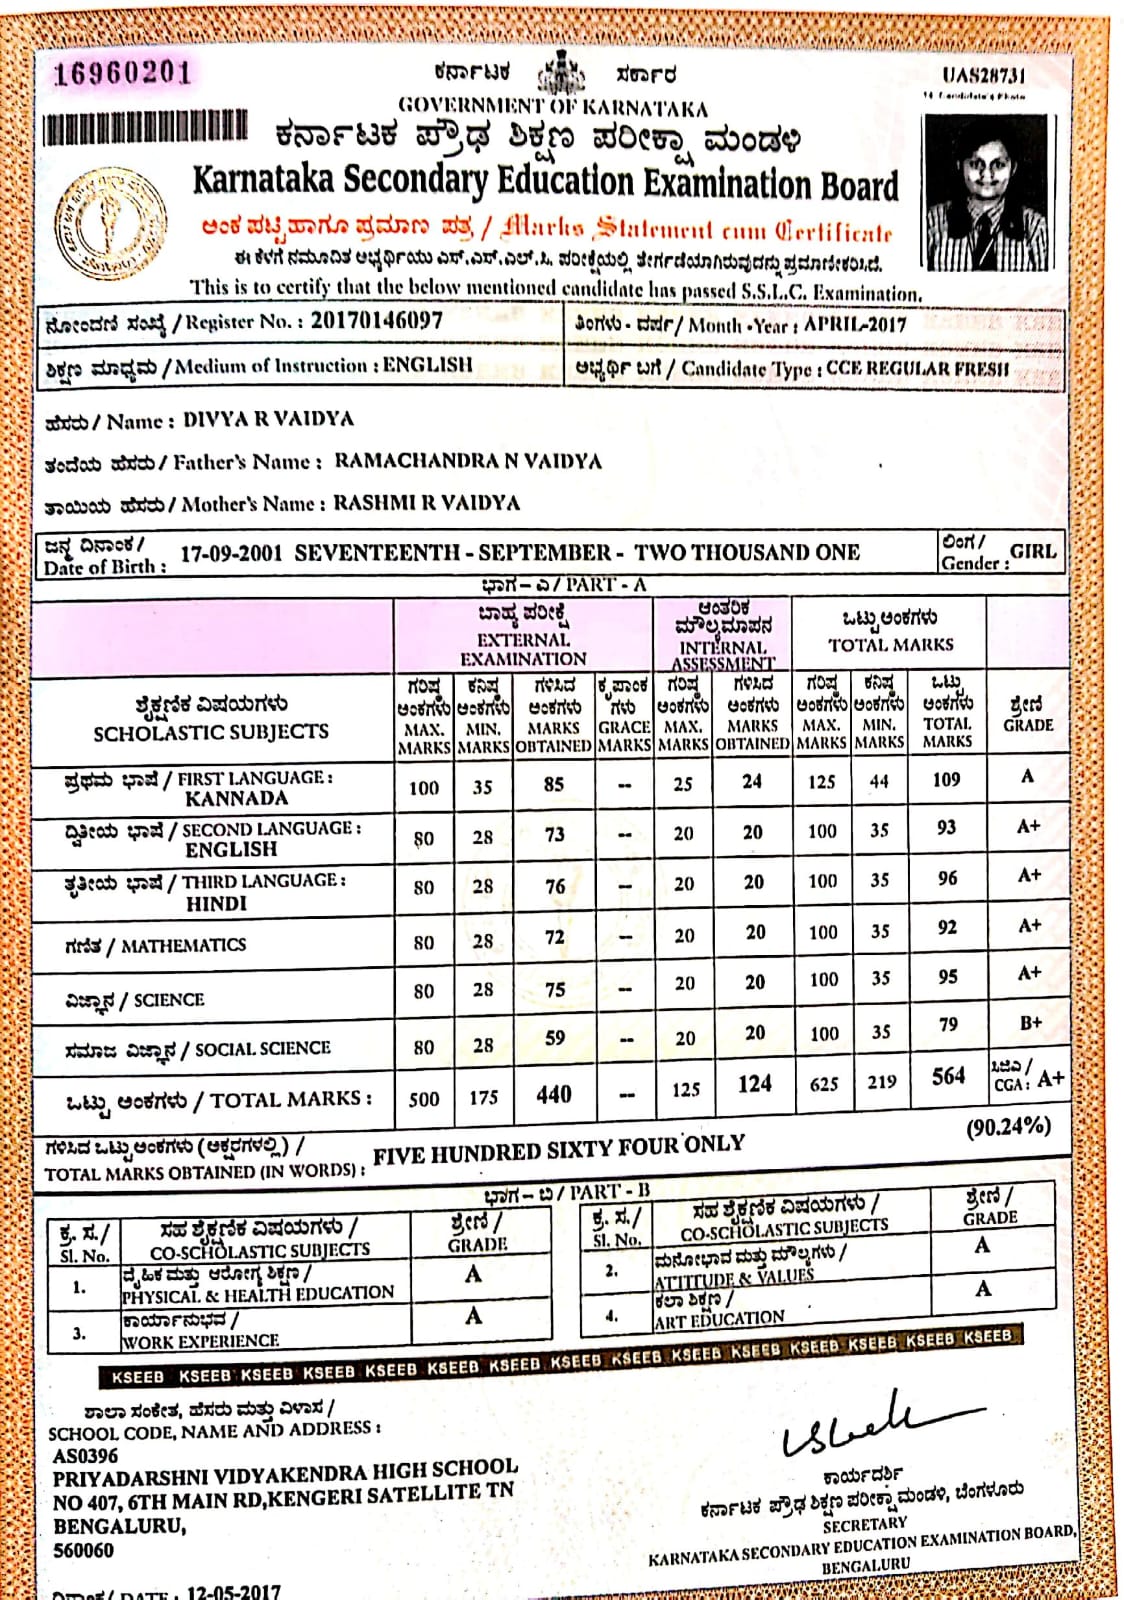 16960201
ಕರ್ನಾಟಕ ಸರ್ಕಾರ
UAS28731
14 Candidate's Photo
GOVERNMENT OF KARNATAKA
ಕರ್ನಾಟಕ ಪ್ರೌಢ ಶಿಕ್ಷಣ ಪರೀಕ್ಷಾ ಮಂಡಳಿ
Karnataka Secondary Education Examination Board
ಅಂಕ ಪಟ್ಟಿ ಹಾಗೂ ಪ್ರಮಾಣ ಪತ್ರ / Marks Statement cum Certificate
ಈ ಕೆಳಗೆ ನಮೂದಿತ ಅಭ್ಯರ್ಥಿಯು ಎಸ್.ಎಸ್.ಎಲ್.ಸಿ. ಪರೀಕ್ಷೆಯಲ್ಲಿ ತೇರ್ಗಡೆಯಾಗಿರುವುದನ್ನು ಪ್ರಮಾಣೀಕರಿಸಿದೆ.
This is to certify that the below mentioned candidate has passed S.S.L.C. Examination.
ನೋಂದಣಿ ಸಂಖ್ಯೆ / Register No. : 20170146097
ತಿಂಗಳು - ವರ್ಷ / Month -Year : APRIL-2017
ಶಿಕ್ಷಣ ಮಾಧ್ಯಮ / Medium of Instruction : ENGLISH
ಅಭ್ಯರ್ಥಿ ಬಗೆ / Candidate Type : CCE REGULAR FRESH
ಹೆಸರು / Name : DIVYA R VAIDYA
ತಂದೆಯ ಹೆಸರು / Father's Name : RAMACHANDRA N VAIDYA
ತಾಯಿಯ ಹೆಸರು / Mother's Name : RASHMI R VAIDYA
ಜನ್ಮ ದಿನಾಂಕ /
Date of Birth : 17-09-2001 SEVENTEENTH - SEPTEMBER - TWO THOUSAND ONE
ಲಿಂಗ /
Gender : GIRL
ಭಾಗ – ಎ / PART - A
ಬಾಹ್ಯ ಪರೀಕ್ಷೆ
EXTERNAL
EXAMINATION
ಆಂತರಿಕ
ಮೌಲ್ಯಮಾಪನ
INTERNAL
ASSESSMENT
ಒಟ್ಟು ಅಂಕಗಳು
TOTAL MARKS
ಶೈಕ್ಷಣಿಕ ವಿಷಯಗಳು
SCHOLASTIC SUBJECTS
ಗರಿಷ್ಠ ಅಂಕಗಳು MAX. MARKS
ಕನಿಷ್ಠ ಅಂಕಗಳು MIN. MARKS
ಗಳಿಸಿದ ಅಂಕಗಳು MARKS OBTAINED
ಕೃಪಾಂಕ ಗಳು GRACE MARKS
ಗರಿಷ್ಠ ಅಂಕಗಳು MAX. MARKS
ಗಳಿಸಿದ ಅಂಕಗಳು MARKS OBTAINED
ಗರಿಷ್ಠ ಅಂಕಗಳು MAX. MARKS
ಕನಿಷ್ಠ ಅಂಕಗಳು MIN. MARKS
ಒಟ್ಟು ಅಂಕಗಳು TOTAL MARKS
ಶ್ರೇಣಿ GRADE
ಪ್ರಥಮ ಭಾಷೆ / FIRST LANGUAGE :
KANNADA 100 35 85 -- 25 24 125 44 109 A
ದ್ವಿತೀಯ ಭಾಷೆ / SECOND LANGUAGE :
ENGLISH 80 28 73 -- 20 20 100 35 93 A+
ತೃತೀಯ ಭಾಷೆ / THIRD LANGUAGE :
HINDI 80 28 76 -- 20 20 100 35 96 A+
ಗಣಿತ / MATHEMATICS 80 28 72 -- 20 20 100 35 92 A+
ವಿಜ್ಞಾನ / SCIENCE 80 28 75 -- 20 20 100 35 95 A+
ಸಮಾಜ ವಿಜ್ಞಾನ / SOCIAL SCIENCE 80 28 59 -- 20 20 100 35 79 B+
ಒಟ್ಟು ಅಂಕಗಳು / TOTAL MARKS : 500 175 440 -- 125 124 625 219 564 ಸಿಜಿಎ / CGA : A+
ಗಳಿಸಿದ ಒಟ್ಟು ಅಂಕಗಳು (ಅಕ್ಷರಗಳಲ್ಲಿ) /
TOTAL MARKS OBTAINED (IN WORDS) : FIVE HUNDRED SIXTY FOUR ONLY (90.24%)
ಭಾಗ – ಬಿ / PART - B
ಕ್ರ. ಸ. / Sl. No.
ಸಹ ಶೈಕ್ಷಣಿಕ ವಿಷಯಗಳು / CO-SCHOLASTIC SUBJECTS
ಶ್ರೇಣಿ / GRADE
ಕ್ರ. ಸ. / Sl. No.
ಸಹ ಶೈಕ್ಷಣಿಕ ವಿಷಯಗಳು / CO-SCHOLASTIC SUBJECTS
ಶ್ರೇಣಿ / GRADE
1. ದೈಹಿಕ ಮತ್ತು ಆರೋಗ್ಯ ಶಿಕ್ಷಣ / PHYSICAL & HEALTH EDUCATION A
2. ಮನೋಭಾವ ಮತ್ತು ಮೌಲ್ಯಗಳು / ATITUDE & VALUES A
3. ಕಾರ್ಯಾನುಭವ / WORK EXPERIENCE A
4. ಕಲಾ ಶಿಕ್ಷಣ / ART EDUCATION A
KSEEB KSEEB KSEEB KSEEB KSEEB KSEEB KSEEB KSEEB KSEEB KSEEB KSEEB KSEEB KSEEB KSEEB KSEEB
ಶಾಲಾ ಸಂಕೇತ, ಹೆಸರು ಮತ್ತು ವಿಳಾಸ /
SCHOOL CODE, NAME AND ADDRESS :
AS0396
PRIYADARSHNI VIDYAKENDRA HIGH SCHOOL
NO 407, 6TH MAIN RD,KENGERI SATELLITE TN
BENGALURU,
560060
ಕಾರ್ಯದರ್ಶಿ
ಕರ್ನಾಟಕ ಪ್ರೌಢ ಶಿಕ್ಷಣ ಪರೀಕ್ಷಾ ಮಂಡಳಿ, ಬೆಂಗಳೂರು
SECRETARY
KARNATAKA SECONDARY EDUCATION EXAMINATION BOARD,
BENGALURU
ದಿನಾಂಕ / DATE : 12-05-2017